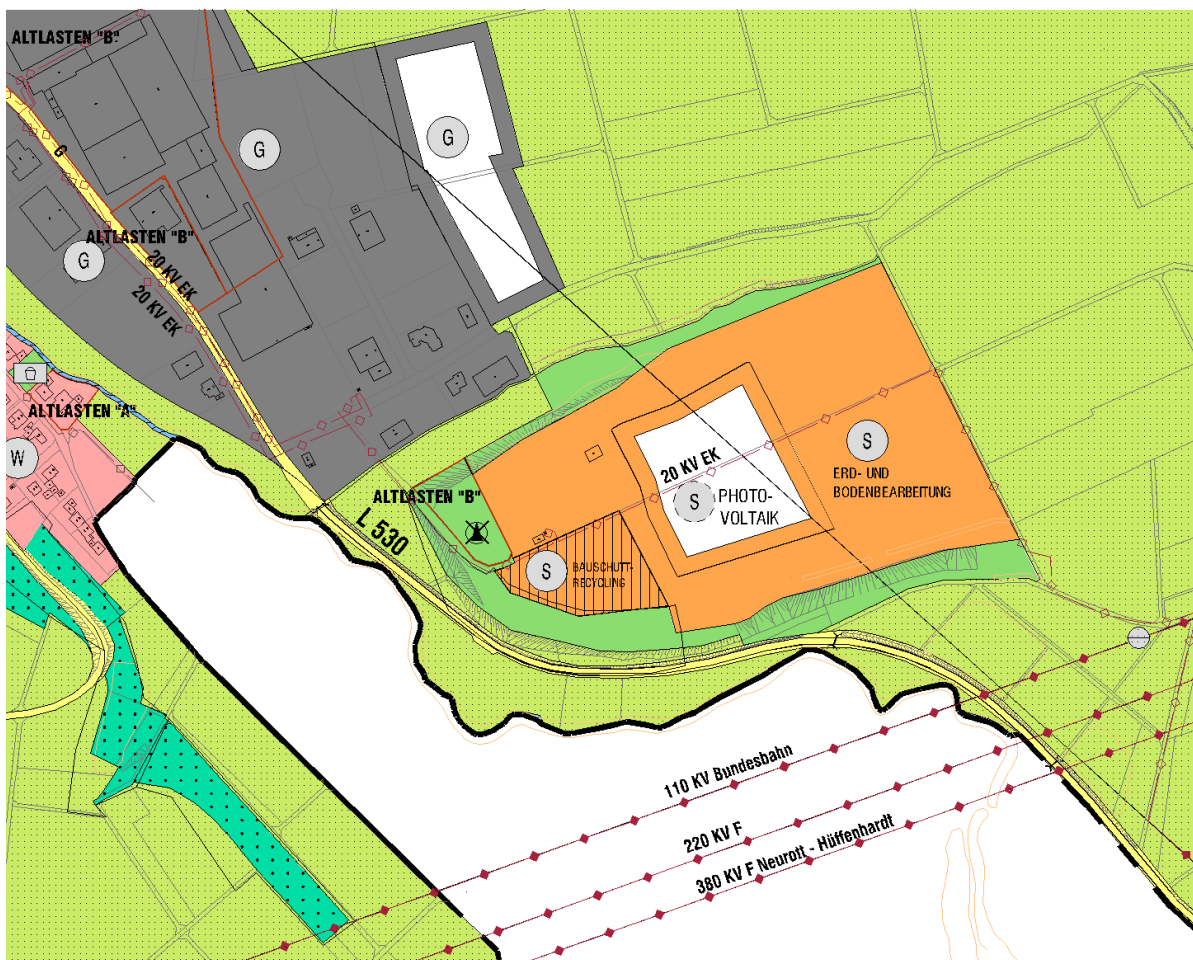 ALTLASTEN "B"
G
G
G
ALTLASTEN "B"
G
20 KV EK
20 KV EK
ALTLASTEN "A"
W
ALTLASTEN "B"
L 530
20 KV EK
S
ERD- UND
BODENBEARBEITUNG
S
PHOTO-
VOLTAIK
S
BAUSCHUTT-
RECYCLING
110 KV Bundesbahn
220 KV F
380 KV F Neurott - Hüffenhardt